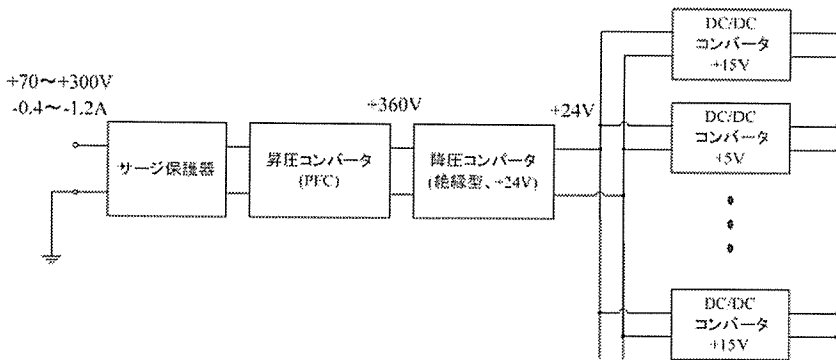 +70～+300V
-0.4～-1.2A
サージ保護器
昇圧コンバータ
(PFC)
+360V
降圧コンバータ
(絶縁型、+24V)
+24V
DC/DC
コンバータ
+15V
DC/DC
コンバータ
+5V
DC/DC
コンバータ
+15V